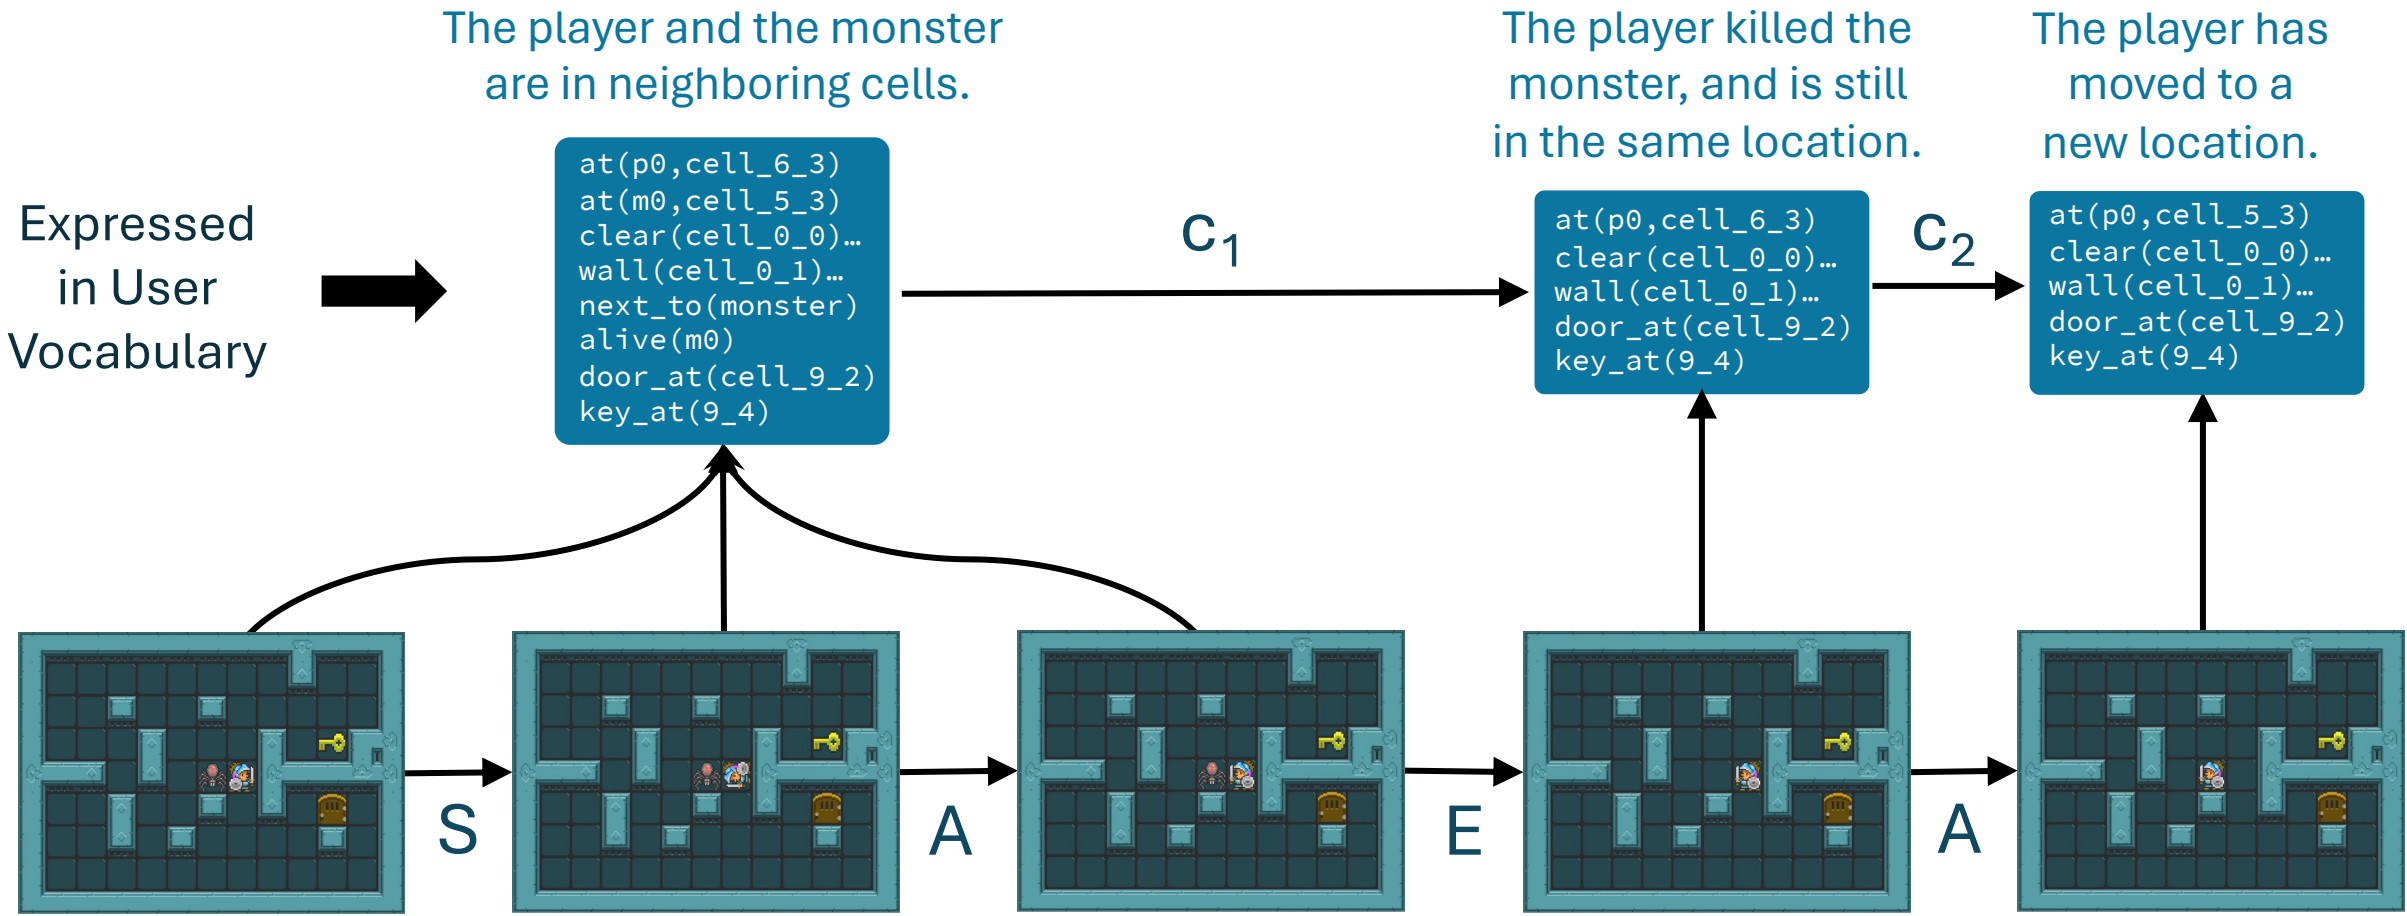 The player and the monster
are in neighboring cells.
The player killed the
monster, and is still
in the same location.
The player has
moved to a
new location.
Expressed
in User
Vocabulary
at(p0,cell_6_3)
at(m0,cell_5_3)
clear(cell_0_0)…
wall(cell_0_1)…
next_to(monster)
alive(m0)
door_at(cell_9_2)
key_at(9_4)
c1
at(p0,cell_6_3)
clear(cell_0_0)…
wall(cell_0_1)…
door_at(cell_9_2)
key_at(9_4)
c2
at(p0,cell_5_3)
clear(cell_0_0)…
wall(cell_0_1)…
door_at(cell_9_2)
key_at(9_4)
S
A
E
A